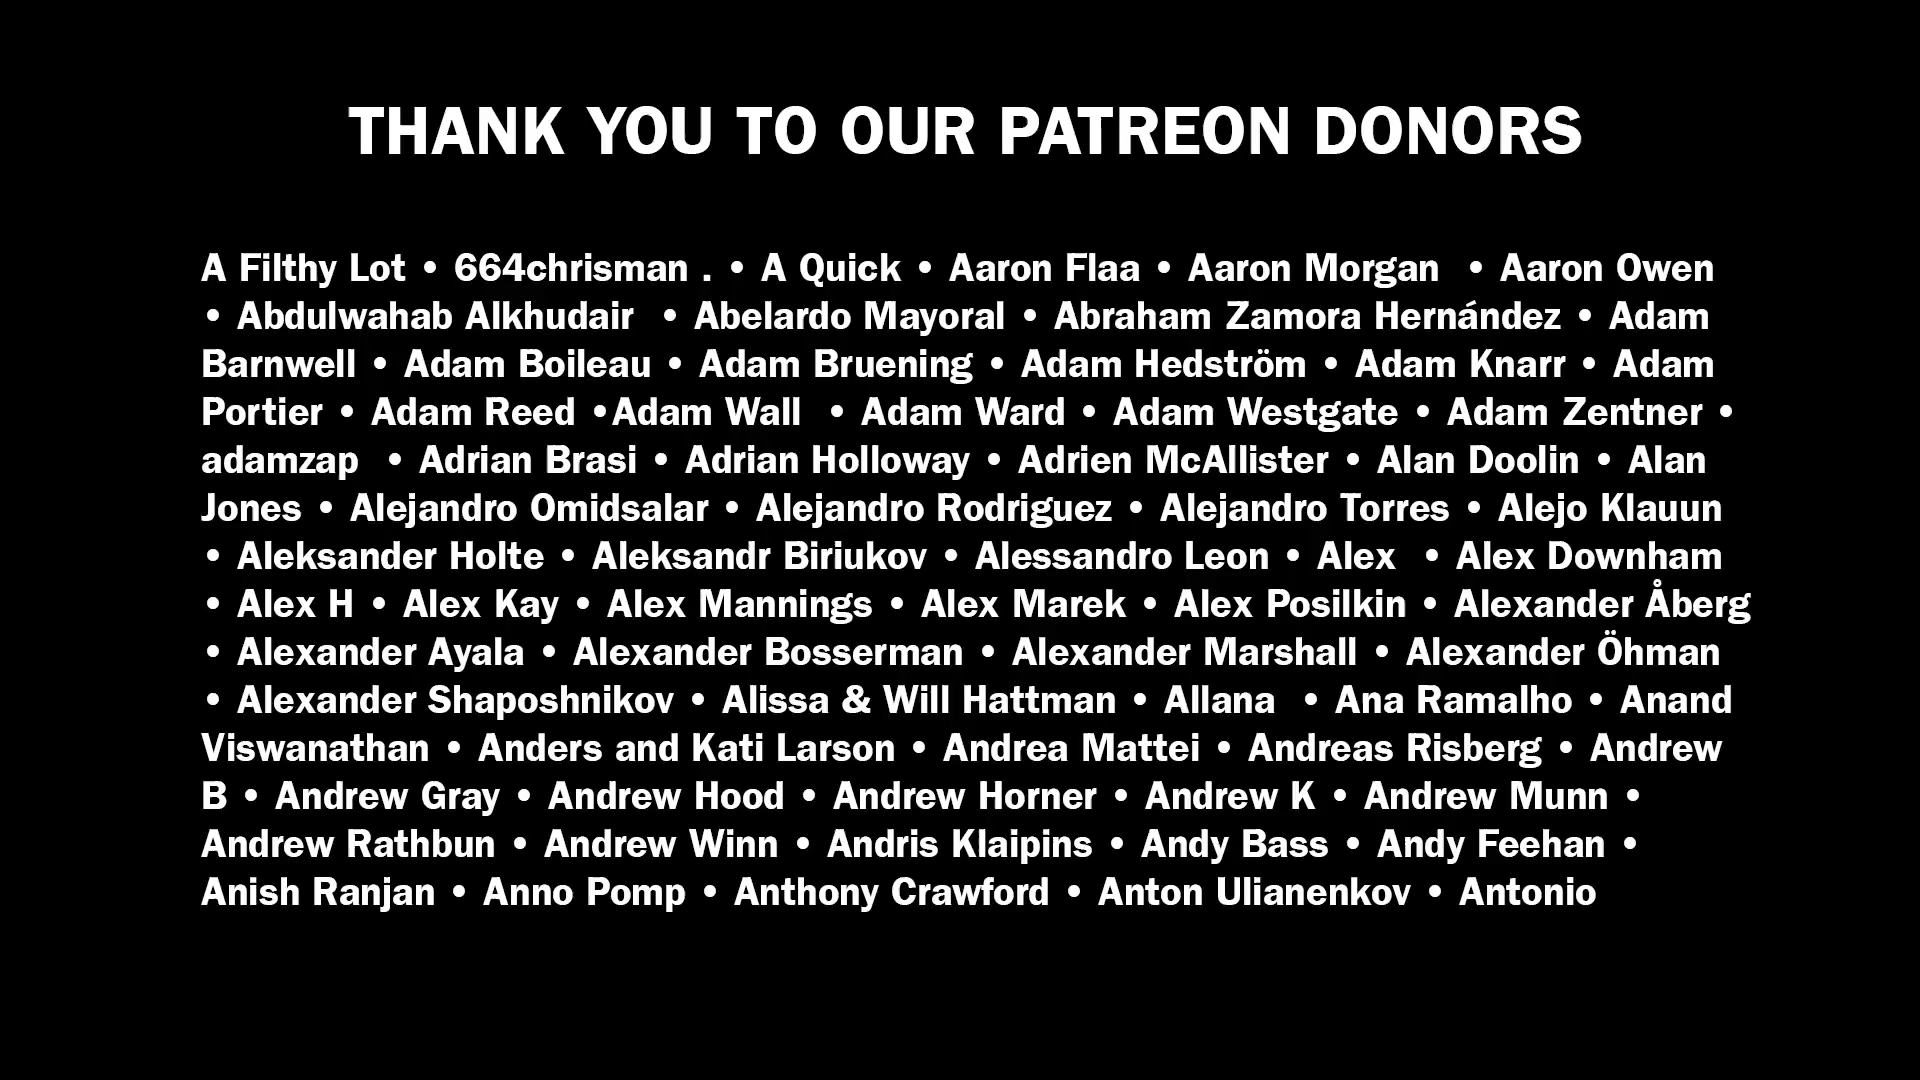 THANK YOU TO OUR PATREON DONORS
A Filthy Lot • 664chrisman . • A Quick • Aaron Flaa • Aaron Morgan  • Aaron Owen
• Abdulwahab Alkhudair  • Abelardo Mayoral • Abraham Zamora Hernández • Adam
Barnwell • Adam Boileau • Adam Bruening • Adam Hedström • Adam Knarr • Adam
Portier • Adam Reed •Adam Wall  • Adam Ward • Adam Westgate • Adam Zentner •
adamzap  • Adrian Brasi • Adrian Holloway • Adrien McAllister • Alan Doolin • Alan
Jones • Alejandro Omidsalar • Alejandro Rodriguez • Alejandro Torres • Alejo Klauun
• Aleksander Holte • Aleksandr Biriukov • Alessandro Leon • Alex  • Alex Downham
• Alex H • Alex Kay • Alex Mannings • Alex Marek • Alex Posilkin • Alexander Åberg
• Alexander Ayala • Alexander Bosserman • Alexander Marshall • Alexander Öhman
• Alexander Shaposhnikov • Alissa & Will Hattman • Allana  • Ana Ramalho • Anand
Viswanathan • Anders and Kati Larson • Andrea Mattei • Andreas Risberg • Andrew
B • Andrew Gray • Andrew Hood • Andrew Horner • Andrew K • Andrew Munn •
Andrew Rathbun • Andrew Winn • Andris Klaipins • Andy Bass • Andy Feehan •
Anish Ranjan • Anno Pomp • Anthony Crawford • Anton Ulianenkov • Antonio